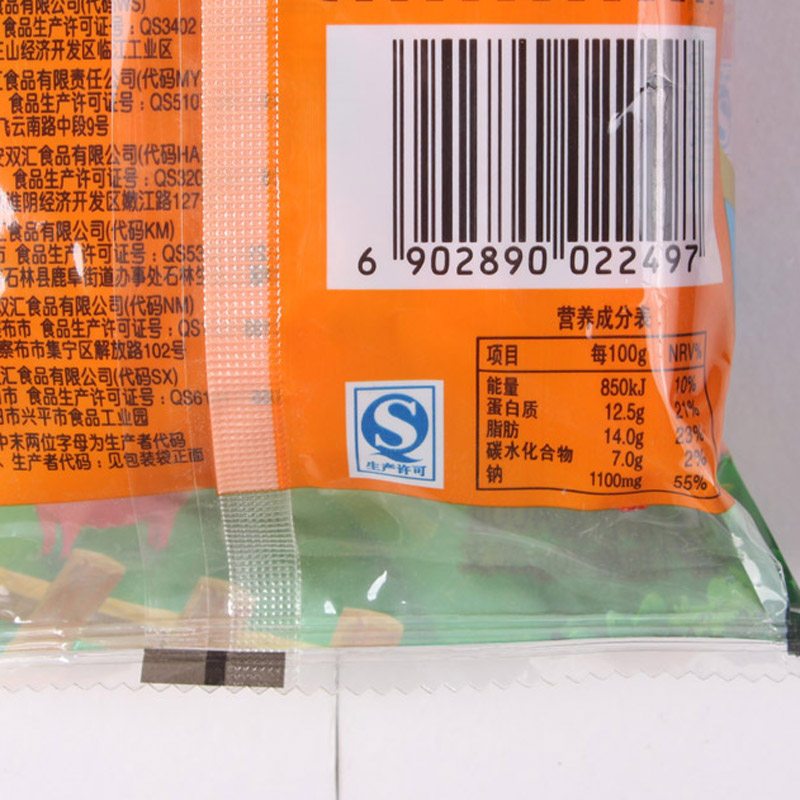 食品有限公司(代码WS)
食品生产许可证号：QS3402
山经济开发区临江工业区
食品有限责任公司(代码MY
食品生产许可证号：QS510
飞云南路中段9号
安双汇食品有限公司(代码HA
食品生产许可证号：QS320
淮阴经济开发区嫩江路127
食品有限公司(代码KM)
市 食品生产许可证号：QS53
石林县鹿阜街道办事处石林
双汇食品有限公司(代码NM)
察布市 食品生产许可证号：QS
察布市集宁区解放路102号
汇食品有限公司(代码SX)
市 食品生产许可证号：QS61
阳市兴平市食品工业园
中末两位字母为生产者代码
、生产者代码：见包装袋正面
6 902890 022497
营养成分表
项目 每100g NRV%
能量 850kJ 10%
蛋白质 12.5g 21%
脂肪 14.0g 23%
碳水化合物 7.0g 2%
钠 1100mg 55%
生产许可